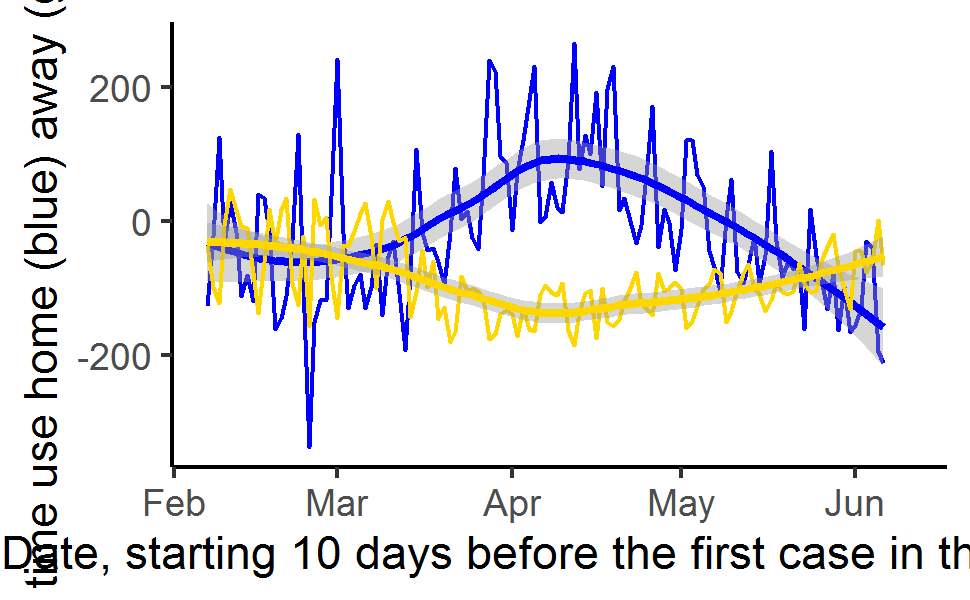 time use home (blue) away (
200
0
-200
Feb Mar Apr May Jun
Date, starting 10 days before the first case in th